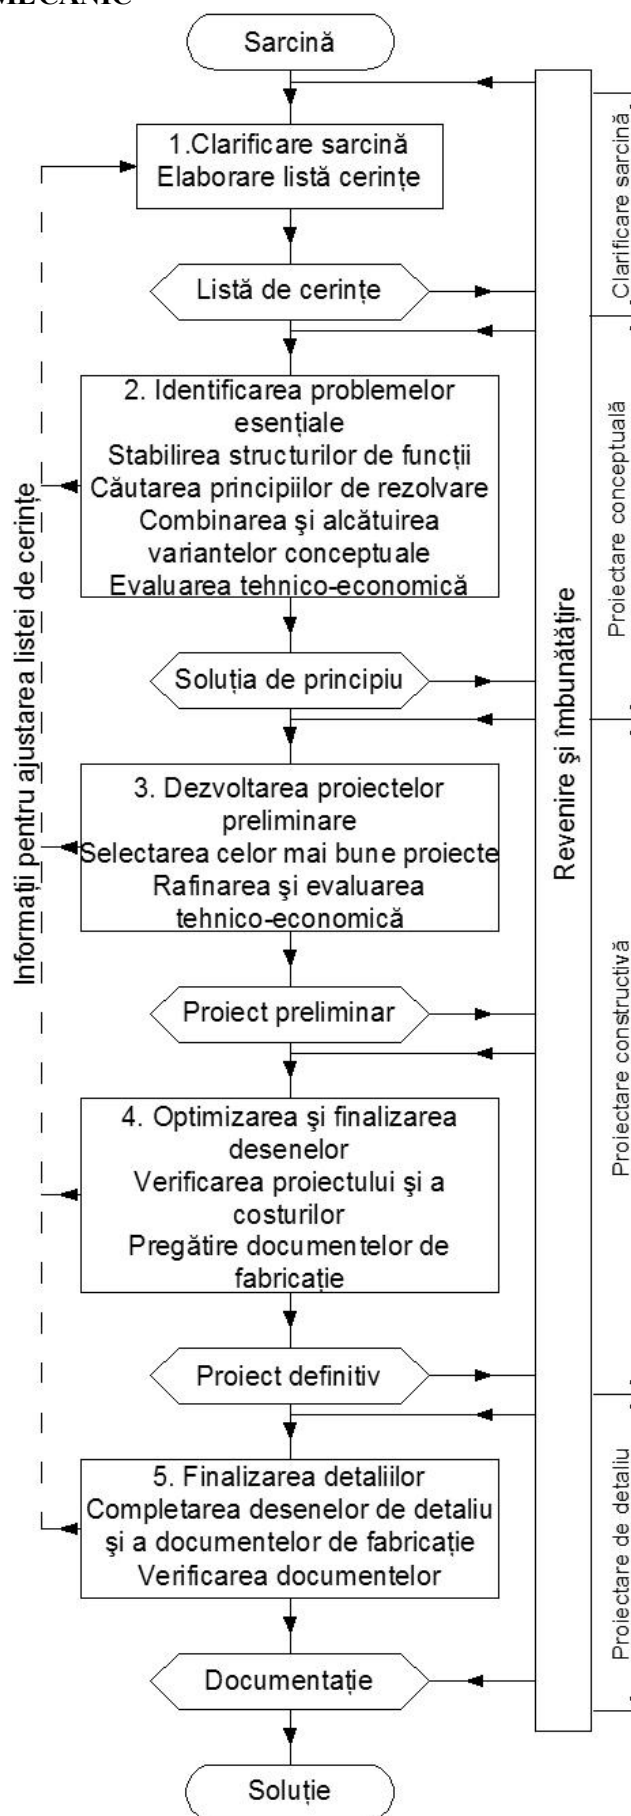 MECANIC
Sarcină
1.Clarificare sarcină
Elaborare listă cerințe
Listă de cerințe
2. Identificarea problemelor
esențiale
Stabilirea structurilor de funcții
Căutarea principiilor de rezolvare
Combinarea şi alcătuirea
variantelor conceptuale
Evaluarea tehnico-economică
Soluția de principiu
3. Dezvoltarea proiectelor
preliminare
Selectarea celor mai bune proiecte
Rafinarea şi evaluarea
tehnico-economică
Proiect preliminar
4. Optimizarea şi finalizarea
desenelor
Verificarea proiectului şi a
costurilor
Pregătire documentelor de
fabricație
Proiect definitiv
5. Finalizarea detaliilor
Completarea desenelor de detaliu
şi a documentelor de fabricație
Verificarea documentelor
Documentație
Soluție
Informații pentru ajustarea listei de cerințe
Revenire şi îmbunătățire
Clarificare sarcină
Proiectare conceptuală
Proiectare constructivă
Proiectare de detaliu